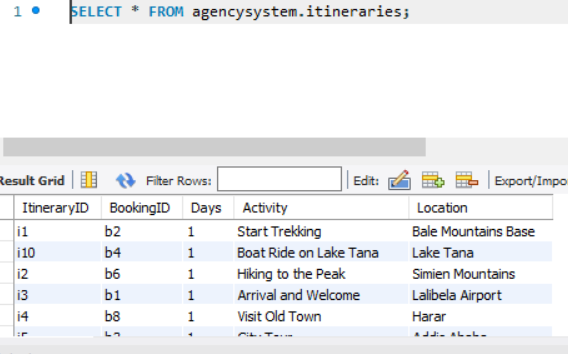 1 SELECT * FROM agencysystem.itineraries;
Result Grid Filter Rows: Edit: Export/Impo
ItineraryID BookingID Days Activity Location
i1 b2 1 Start Trekking Bale Mountains Base
i10 b4 1 Boat Ride on Lake Tana Lake Tana
i2 b6 1 Hiking to the Peak Simien Mountains
i3 b1 1 Arrival and Welcome Lalibela Airport
i4 b8 1 Visit Old Town Harar
i5 1 City Tour Addis Ababa